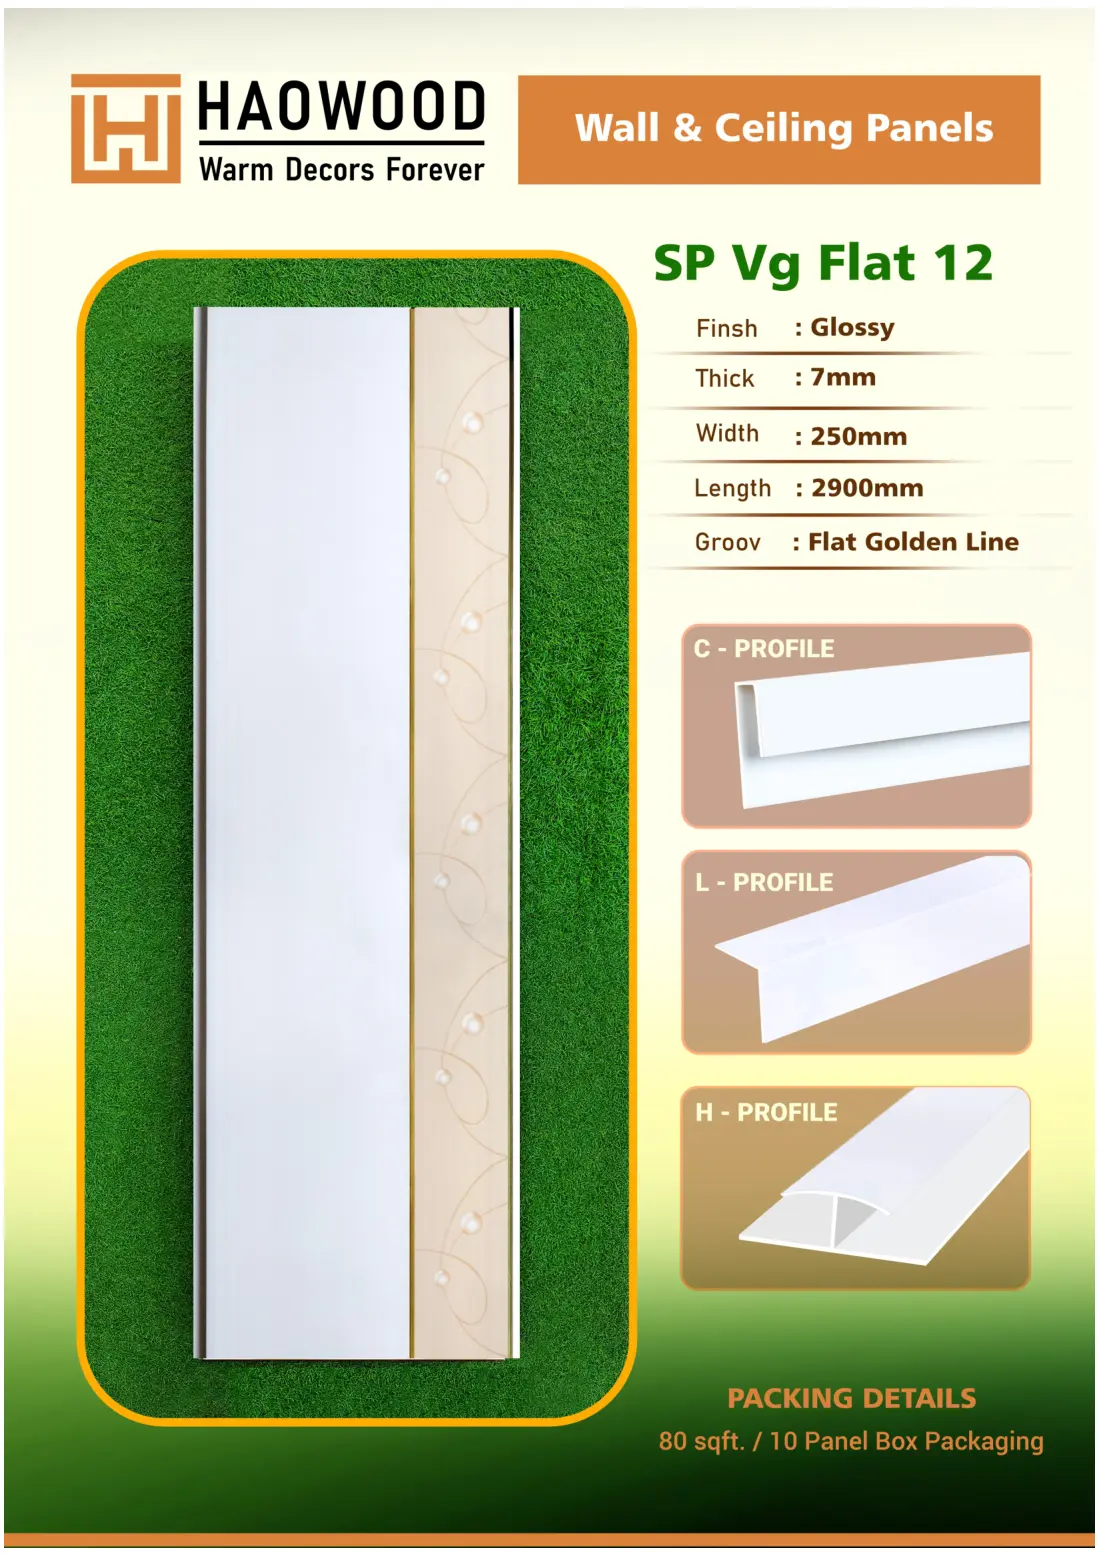 HAOWOOD
Warm Decors Forever
Wall & Ceiling Panels
SP Vg Flat 12
Finsh : Glossy
Thick : 7mm
Width : 250mm
Length : 2900mm
Groov : Flat Golden Line
C - PROFILE
L - PROFILE
H - PROFILE
PACKING DETAILS
80 sqft. / 10 Panel Box Packaging